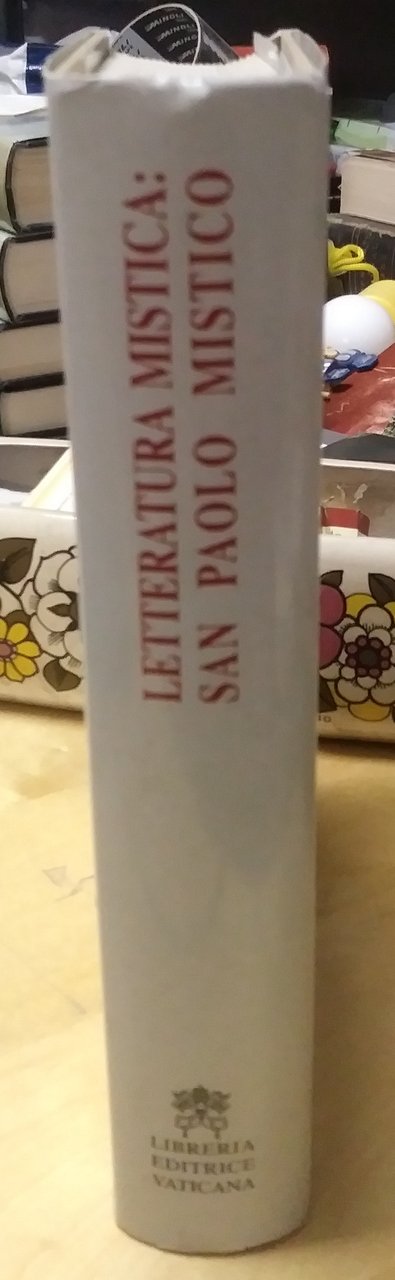 LETTERATURA MISTICA:
SAN PAOLO MISTICO
LIBRERIA
EDITRICE
VATICANA